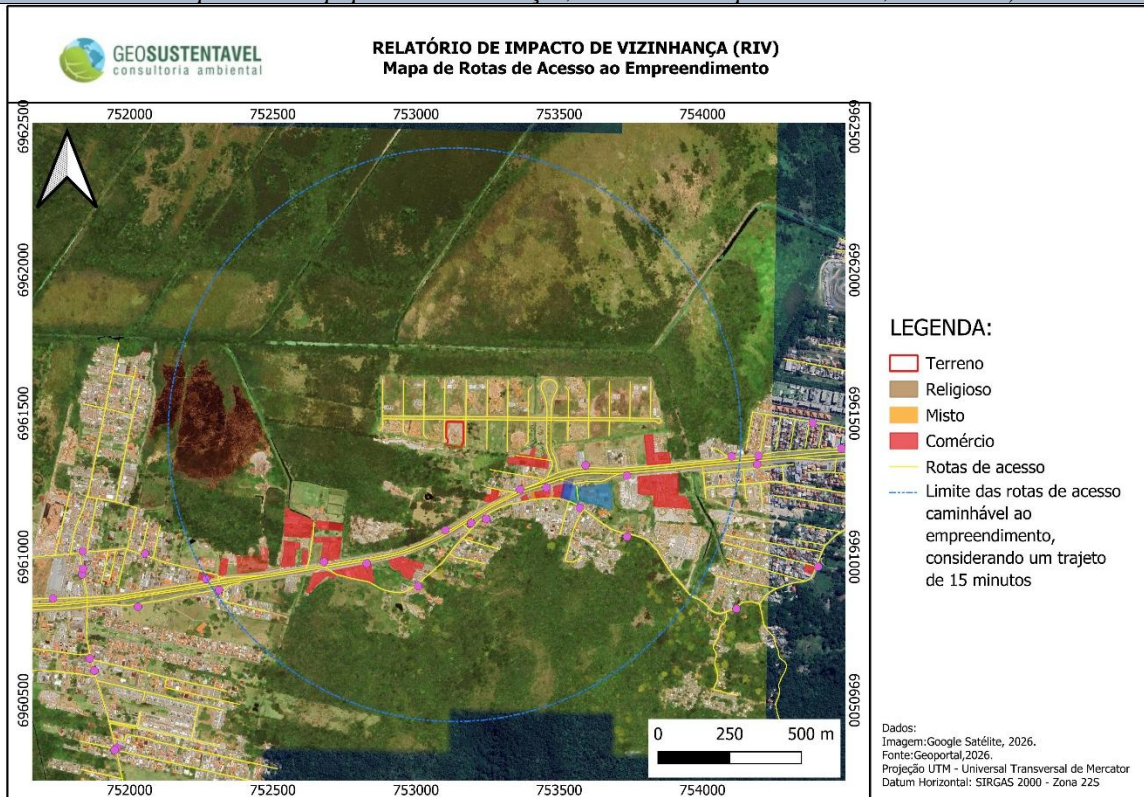 GEOSUSTENTAVEL
consultoria ambiental
RELATÓRIO DE IMPACTO DE VIZINHANÇA (RIV)
Mapa de Rotas de Acesso ao Empreendimento
752000 752500 753000 753500 754000
6962500 6962500
6962000 6962000
6961500 6961500
6961000 6961000
6960500 6960500
LEGENDA:
Terreno
Religioso
Misto
Comércio
Rotas de acesso
Limite das rotas de acesso
caminhável ao
empreendimento,
considerando um trajeto
de 15 minutos
0 250 500 m
752000 752500 753000 753500 754000
Dados:
Imagem:Google Satélite, 2026.
Fonte:Geoportal,2026.
Projeção UTM - Universal Transversal de Mercator
Datum Horizontal: SIRGAS 2000 - Zona 22S